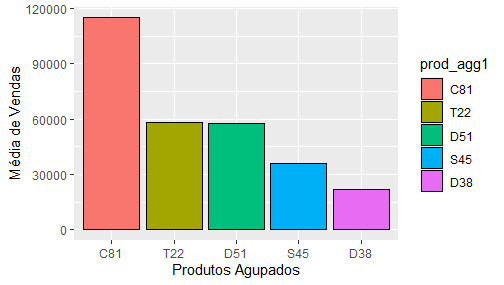 120000
90000
60000
30000
0
Média de Vendas
C81 T22 D51 S45 D38
Produtos Agupados
prod_agg1
C81
T22
D51
S45
D38